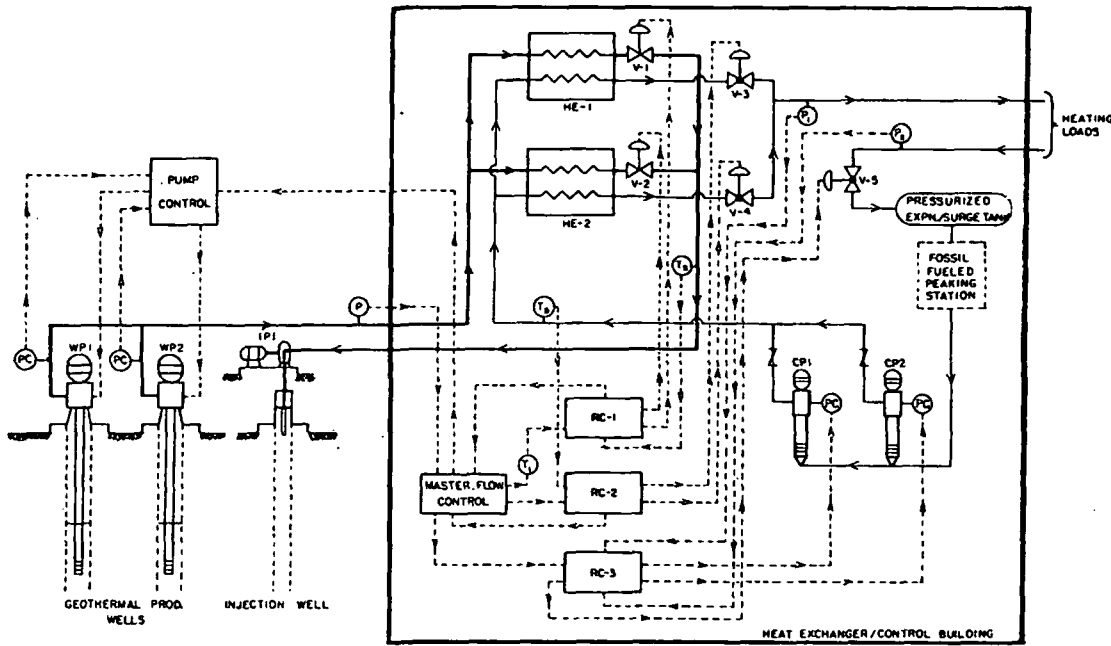 V-1
HE-1
V-3
V-2
HE-2
V-4
P₁
P₂
HEATING
LOADS
V-5
PRESSURIZED
EXPN./SURGE TANK
FOSSIL
FUELED
PEAKING
STATION
PUMP
CONTROL
P
IP1
PC
WP1
PC
WP2
CP1
CP2
PC
PC
RC-1
T₁
MASTER FLOW
CONTROL
RC-2
RC-3
GEOTHERMAL PROD.
WELLS
INJECTION WELL
HEAT EXCHANGER/CONTROL BUILDING